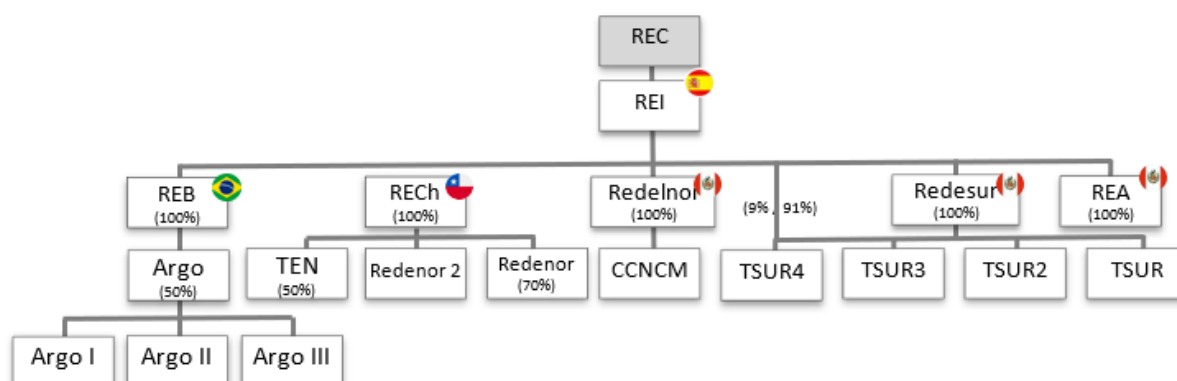 REC
REI
REB
(100%)
RECh
(100%)
Redelnor
(100%)
(9% , 91%)
Redesur
(100%)
REA
(100%)
Argo
(50%)
TEN
(50%)
Redenor 2
Redenor
(70%)
CCNCM
TSUR4
TSUR3
TSUR2
TSUR
Argo I
Argo II
Argo III